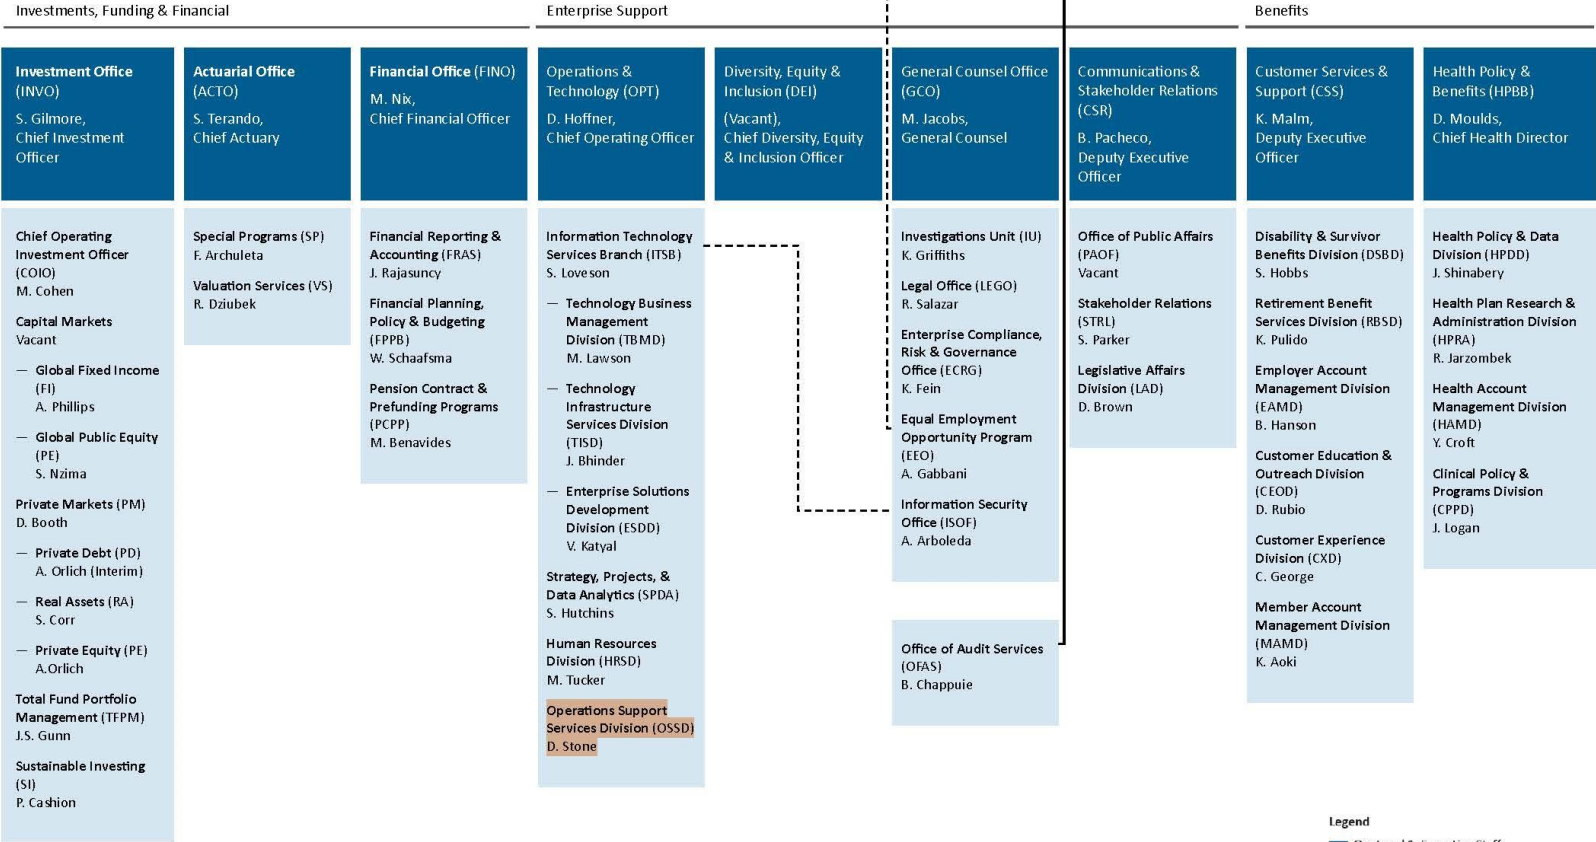 Investments, Funding & Financial
Enterprise Support
Benefits
Investment Office
(INVO)
S. Gilmore,
Chief Investment
Officer
Actuarial Office
(ACTO)
S. Terando,
Chief Actuary
Financial Office (FINO)
M. Nix,
Chief Financial Officer
Operations &
Technology (OPT)
D. Hoffner,
Chief Operating Officer
Diversity, Equity &
Inclusion (DEI)
(Vacant),
Chief Diversity, Equity
& Inclusion Officer
General Counsel Office
(GCO)
M. Jacobs,
General Counsel
Communications &
Stakeholder Relations
(CSR)
B. Pacheco,
Deputy Executive
Officer
Customer Services &
Support (CSS)
K. Malm,
Deputy Executive
Officer
Health Policy &
Benefits (HPBB)
D. Moulds,
Chief Health Director
Chief Operating
Investment Officer
(COIO)
M. Cohen
Capital Markets
Vacant
— Global Fixed Income
(FI)
A. Phillips
— Global Public Equity
(PE)
S. Nzima
Private Markets (PM)
D. Booth
— Private Debt (PD)
A. Orlich (Interim)
— Real Assets (RA)
S. Corr
— Private Equity (PE)
A.Orlich
Total Fund Portfolio
Management (TFPM)
J.S. Gunn
Sustainable Investing
(SI)
P. Cashion
Special Programs (SP)
F. Archuleta
Valuation Services (VS)
R. Dziubek
Financial Reporting &
Accounting (FRAS)
J. Rajasuncy
Financial Planning,
Policy & Budgeting
(FPPB)
W. Schaafsma
Pension Contract &
Prefunding Programs
(PCPP)
M. Benavides
Information Technology
Services Branch (ITSB)
S. Loveson
— Technology Business
Management
Division (TBMD)
M. Lawson
— Technology
Infrastructure
Services Division
(TISD)
J. Bhinder
— Enterprise Solutions
Development
Division (ESDD)
V. Katyal
Strategy, Projects, &
Data Analytics (SPDA)
S. Hutchins
Human Resources
Division (HRSD)
M. Tucker
Operations Support
Services Division (OSSD)
D. Stone
Investigations Unit (IU)
K. Griffiths
Legal Office (LEGO)
R. Salazar
Enterprise Compliance,
Risk & Governance
Office (ECRG)
K. Fein
Equal Employment
Opportunity Program
(EEO)
A. Gabbani
Information Security
Office (ISOF)
A. Arboleda
Office of Audit Services
(OFAS)
B. Chappuie
Office of Public Affairs
(PAOF)
Vacant
Stakeholder Relations
(STRL)
S. Parker
Legislative Affairs
Division (LAD)
D. Brown
Disability & Survivor
Benefits Division (DSBD)
S. Hobbs
Retirement Benefit
Services Division (RBSD)
K. Pulido
Employer Account
Management Division
(EAMD)
B. Hanson
Customer Education &
Outreach Division
(CEOD)
D. Rubio
Customer Experience
Division (CXD)
C. George
Member Account
Management Division
(MAMD)
K. Aoki
Health Policy & Data
Division (HPDD)
J. Shinabery
Health Plan Research &
Administration Division
(HPRA)
R. Jarzombek
Health Account
Management Division
(HAMD)
Y. Croft
Clinical Policy &
Programs Division
(CPPD)
J. Logan
Legend